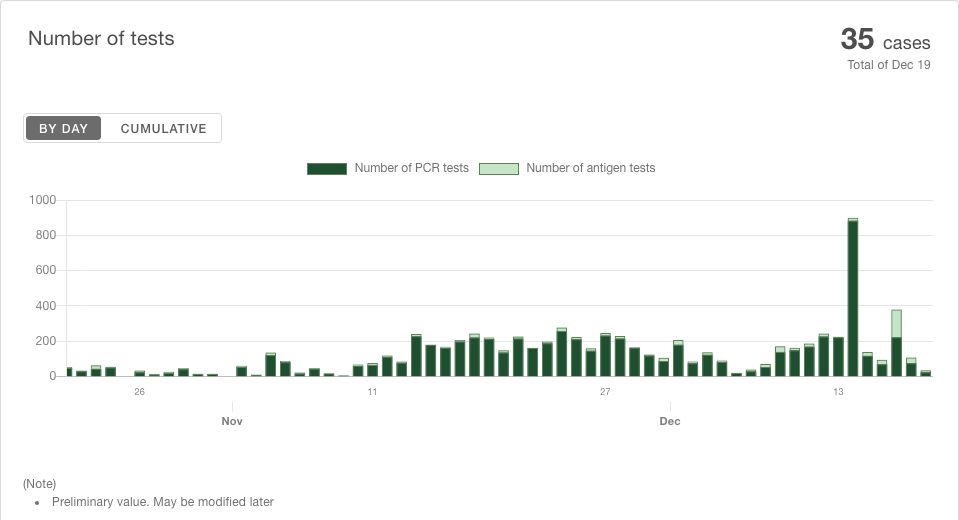 Number of tests
35 cases
Total of Dec 19
BY DAY CUMULATIVE
Number of PCR tests Number of antigen tests
1000
800
600
400
200
0
26 11 27 13
Nov Dec
(Note)
• Preliminary value. May be modified later